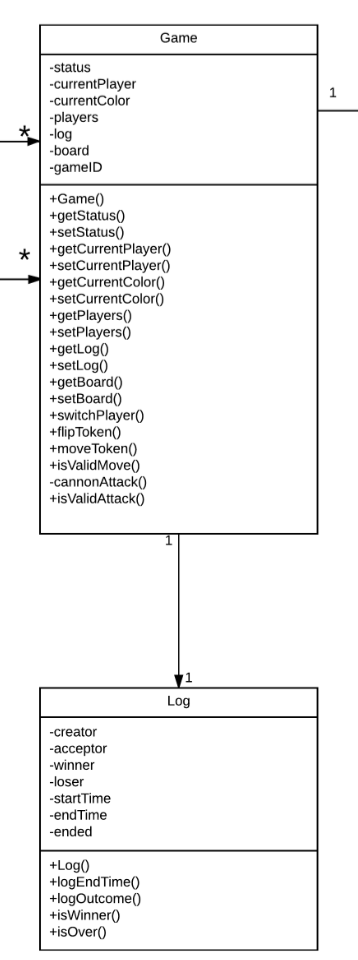 Game
-status
-currentPlayer
-currentColor
-players
-log
-board
-gameID
1
*
*
+Game()
+getStatus()
+setStatus()
+getCurrentPlayer()
+setCurrentPlayer()
+getCurrentColor()
+setCurrentColor()
+getPlayers()
+setPlayers()
+getLog()
+setLog()
+getBoard()
+setBoard()
+switchPlayer()
+flipToken()
+moveToken()
+isValidMove()
-cannonAttack()
+isValidAttack()
1
1
Log
-creator
-acceptor
-winner
-loser
-startTime
-endTime
-ended
+Log()
+logEndTime()
+logOutcome()
+isWinner()
+isOver()